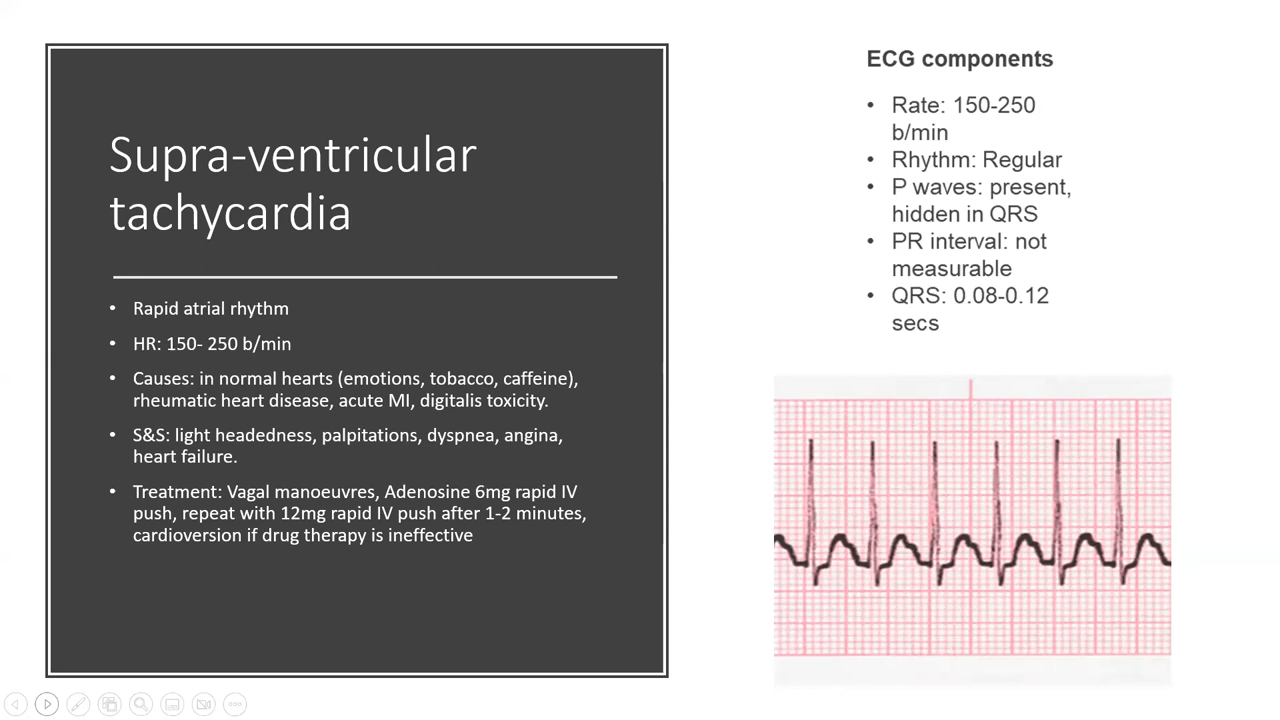 Supra-ventricular
tachycardia
• Rapid atrial rhythm
• HR: 150- 250 b/min
• Causes: in normal hearts (emotions, tobacco, caffeine),
rheumatic heart disease, acute MI, digitalis toxicity.
• S&S: light headedness, palpitations, dyspnea, angina,
heart failure.
• Treatment: Vagal manoeuvres, Adenosine 6mg rapid IV
push, repeat with 12mg rapid IV push after 1-2 minutes,
cardioversion if drug therapy is ineffective
ECG components
• Rate: 150-250
b/min
• Rhythm: Regular
• P waves: present,
hidden in QRS
• PR interval: not
measurable
• QRS: 0.08-0.12
secs